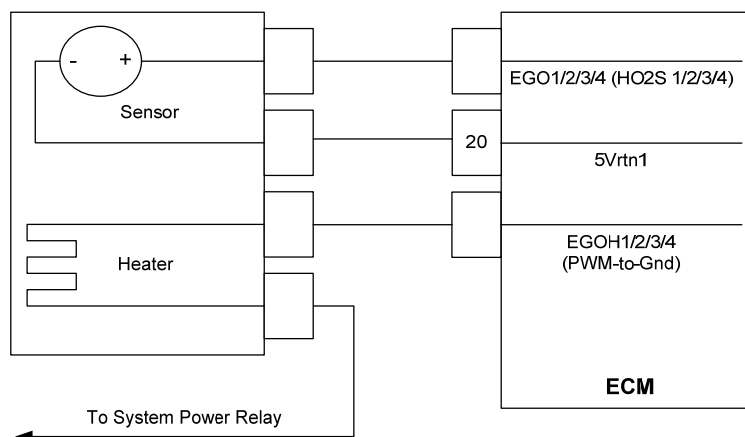 - +
EGO1/2/3/4 (HO2S 1/2/3/4)
Sensor
20
5Vrtn1
EGOH1/2/3/4
(PWM-to-Gnd)
Heater
ECM
To System Power Relay